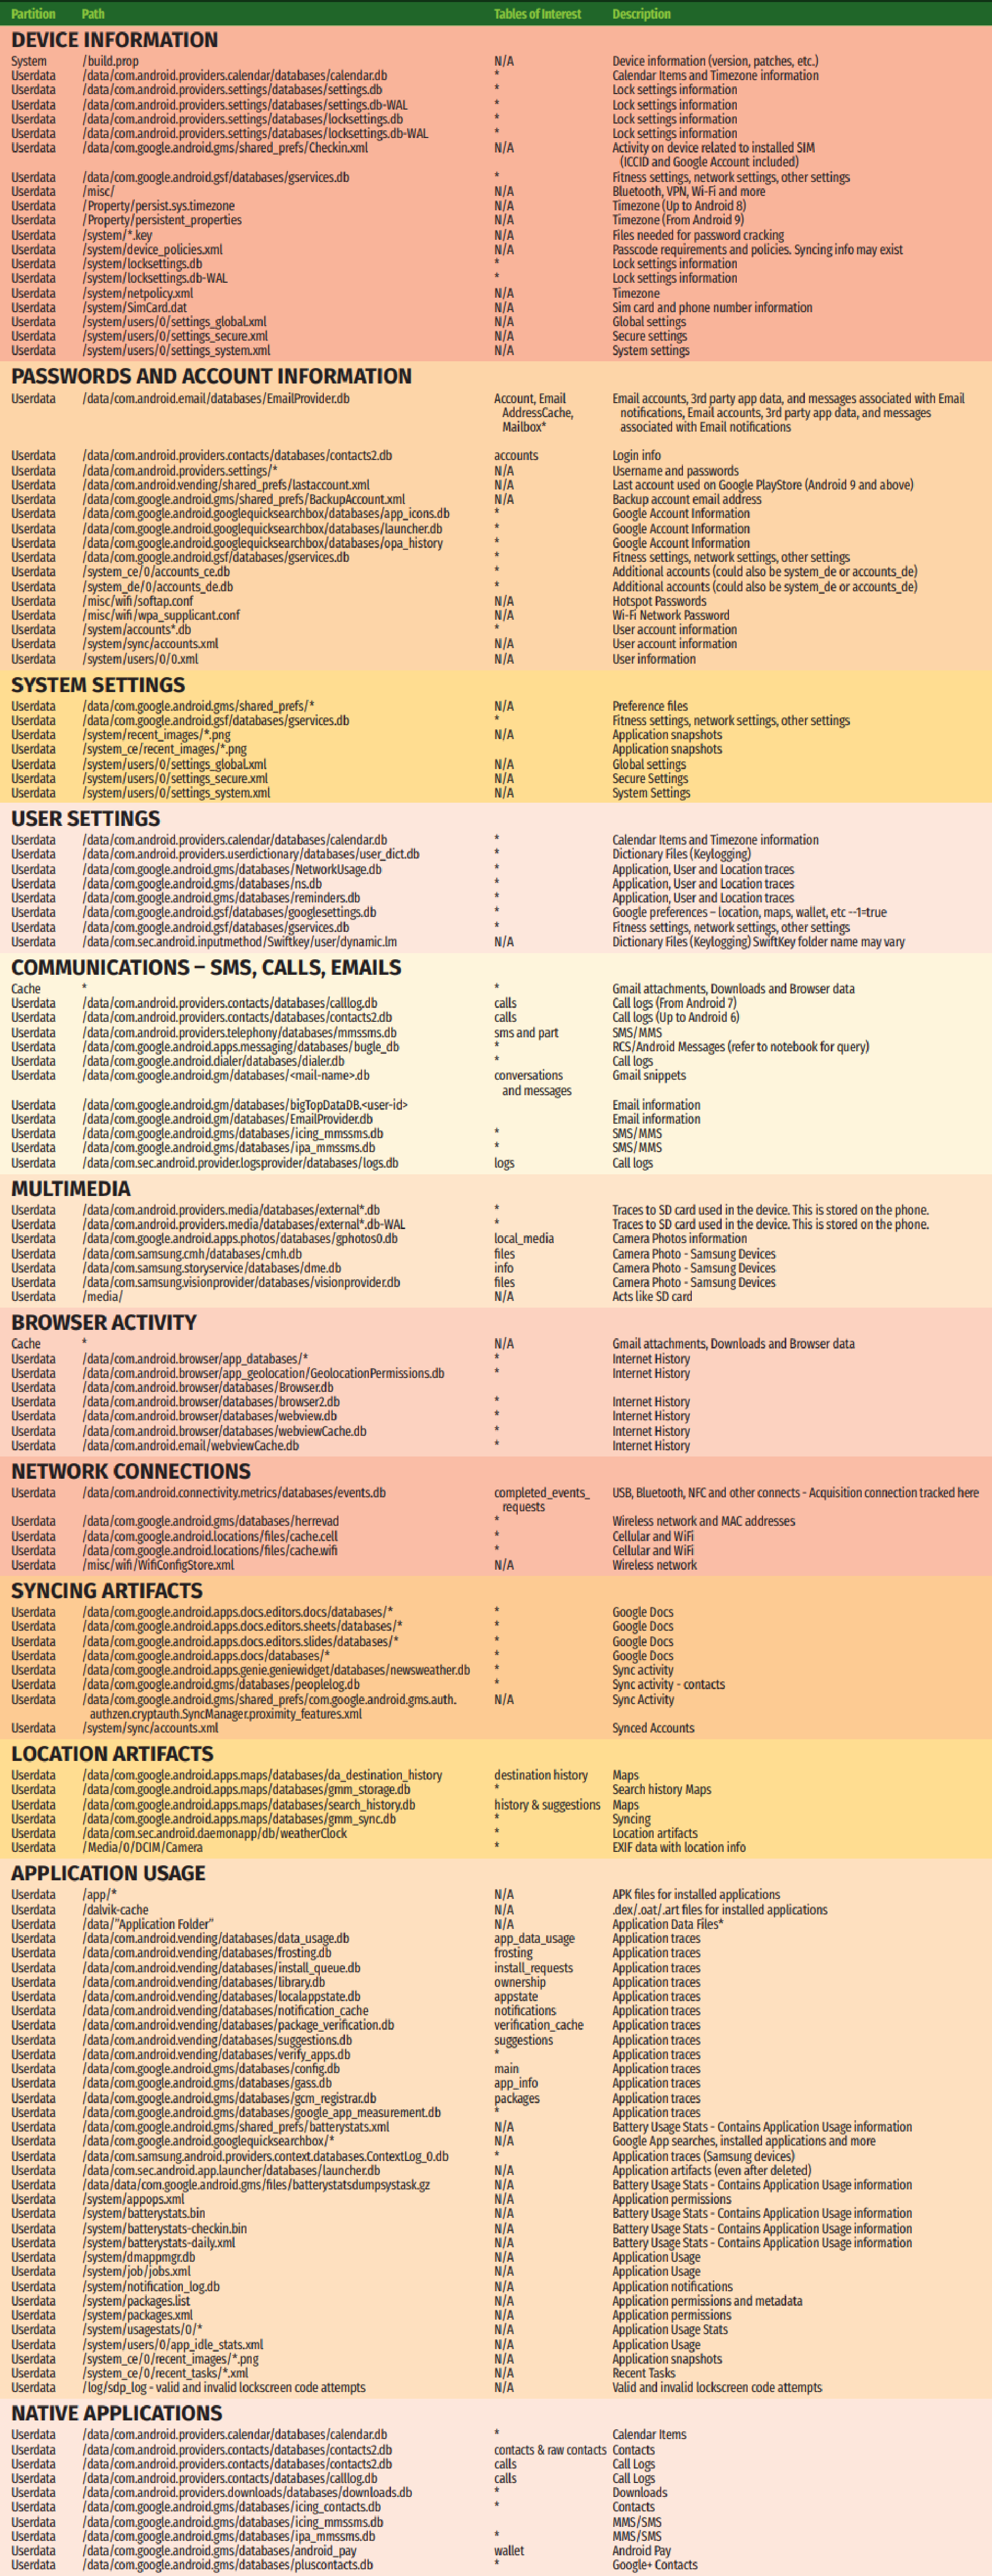 Partition Path Tables of Interest Description
DEVICE INFORMATION
System /build.prop N/A Device information (version, patches, etc.)
Userdata /data/com.android.providers.calendar/databases/calendar.db * Calendar Items and Timezone information
Userdata /data/com.android.providers.settings/databases/settings.db * Lock settings information
Userdata /data/com.android.providers.settings/databases/settings.db-WAL * Lock settings information
Userdata /data/com.android.providers.settings/databases/locksettings.db * Lock settings information
Userdata /data/com.android.providers.settings/databases/locksettings.db-WAL * Lock settings information
Userdata /data/com.google.android.gms/shared_prefs/Checkin.xml N/A Activity on device related to installed SIM
(ICCID and Google Account included)
Userdata /data/com.google.android.gsf/databases/gservices.db * Fitness settings, network settings, other settings
Userdata /misc/ N/A Bluetooth, VPN, Wi-Fi and more
Userdata /Property/persist.sys.timezone N/A Timezone (Up to Android 8)
Userdata /Property/persistent_properties N/A Timezone (From Android 9)
Userdata /system/*.key N/A Files needed for password cracking
Userdata /system/device_policies.xml N/A Passcode requirements and policies. Syncing info may exist
Userdata /system/locksettings.db * Lock settings information
Userdata /system/locksettings.db-WAL * Lock settings information
Userdata /system/netpolicy.xml N/A Timezone
Userdata /system/SimCard.dat N/A Sim card and phone number information
Userdata /system/users/0/settings_global.xml N/A Global settings
Userdata /system/users/0/settings_secure.xml N/A Secure settings
Userdata /system/users/0/settings_system.xml N/A System settings
PASSWORDS AND ACCOUNT INFORMATION
Userdata /data/com.android.email/databases/EmailProvider.db Account, Email Email accounts, 3rd party app data, and messages associated with Email
AddressCache, notifications, Email accounts, 3rd party app data, and messages
Mailbox* associated with Email notifications
Userdata /data/com.android.providers.contacts/databases/contacts2.db accounts Login info
Userdata /data/com.android.providers.settings/* N/A Username and passwords
Userdata /data/com.android.vending/shared_prefs/lastaccount.xml N/A Last account used on Google PlayStore (Android 9 and above)
Userdata /data/com.google.android.gms/shared_prefs/BackupAccount.xml N/A Backup account email address
Userdata /data/com.google.android.googlequicksearchbox/databases/app_icons.db * Google Account Information
Userdata /data/com.google.android.googlequicksearchbox/databases/launcher.db * Google Account Information
Userdata /data/com.google.android.googlequicksearchbox/databases/opa_history * Google Account Information
Userdata /data/com.google.android.gsf/databases/gservices.db * Fitness settings, network settings, other settings
Userdata /system_ce/0/accounts_ce.db * Additional accounts (could also be system_de or accounts_de)
Userdata /system_de/0/accounts_de.db * Additional accounts (could also be system_de or accounts_de)
Userdata /misc/wifi/softap.conf N/A Hotspot Passwords
Userdata /misc/wifi/wpa_supplicant.conf N/A Wi-Fi Network Password
Userdata /system/accounts*.db * User account information
Userdata /system/sync/accounts.xml N/A User account information
Userdata /system/users/0/0.xml N/A User information
SYSTEM SETTINGS
Userdata /data/com.google.android.gms/shared_prefs/* N/A Preference files
Userdata /data/com.google.android.gsf/databases/gservices.db * Fitness settings, network settings, other settings
Userdata /system/recent_images/*.png N/A Application snapshots
Userdata /system_ce/recent_images/*.png Application snapshots
Userdata /system/users/0/settings_global.xml N/A Global settings
Userdata /system/users/0/settings_secure.xml N/A Secure Settings
Userdata /system/users/0/settings_system.xml N/A System Settings
USER SETTINGS
Userdata /data/com.android.providers.calendar/databases/calendar.db * Calendar Items and Timezone information
Userdata /data/com.android.providers.userdictionary/databases/user_dict.db * Dictionary Files (Keylogging)
Userdata /data/com.google.android.gms/databases/NetworkUsage.db * Application, User and Location traces
Userdata /data/com.google.android.gms/databases/ns.db * Application, User and Location traces
Userdata /data/com.google.android.gms/databases/reminders.db * Application, User and Location traces
Userdata /data/com.google.android.gsf/databases/googlesettings.db * Google preferences – location, maps, wallet, etc --1=true
Userdata /data/com.google.android.gsf/databases/gservices.db * Fitness settings, network settings, other settings
Userdata /data/com.sec.android.inputmethod/Swiftkey/user/dynamic.lm N/A Dictionary Files (Keylogging) SwiftKey folder name may vary
COMMUNICATIONS – SMS, CALLS, EMAILS
Cache * * Gmail attachments, Downloads and Browser data
Userdata /data/com.android.providers.contacts/databases/calllog.db calls Call logs (From Android 7)
Userdata /data/com.android.providers.contacts/databases/contacts2.db calls Call logs (Up to Android 6)
Userdata /data/com.android.providers.telephony/databases/mmssms.db sms and part SMS/MMS
Userdata /data/com.google.android.apps.messaging/databases/bugle_db * RCS/Android Messages (refer to notebook for query)
Userdata /data/com.google.android.dialer/databases/dialer.db * Call logs
Userdata /data/com.google.android.gm/databases/<mail-name>.db conversations Gmail snippets
and messages
Userdata /data/com.google.android.gm/databases/bigTopDataDB.<user-id> Email information
Userdata /data/com.google.android.gm/databases/EmailProvider.db Email information
Userdata /data/com.google.android.gms/databases/icing_mmssms.db * SMS/MMS
Userdata /data/com.google.android.gms/databases/ipa_mmssms.db * SMS/MMS
Userdata /data/com.sec.android.provider.logsprovider/databases/logs.db logs Call logs
MULTIMEDIA
Userdata /data/com.android.providers.media/databases/external*.db * Traces to SD card used in the device. This is stored on the phone.
Userdata /data/com.android.providers.media/databases/external*.db-WAL * Traces to SD card used in the device. This is stored on the phone.
Userdata /data/com.google.android.apps.photos/databases/gphotos0.db local_media Camera Photos information
Userdata /data/com.samsung.cmh/databases/cmh.db files Camera Photo - Samsung Devices
Userdata /data/com.samsung.storyservice/databases/dme.db info Camera Photo - Samsung Devices
Userdata /data/com.samsung.visionprovider/databases/visionprovider.db files Camera Photo - Samsung Devices
Userdata /media/ N/A Acts like SD card
BROWSER ACTIVITY
Cache * N/A Gmail attachments, Downloads and Browser data
Userdata /data/com.android.browser/app_databases/* * Internet History
Userdata /data/com.android.browser/app_geolocation/GeolocationPermissions.db * Internet History
Userdata /data/com.android.browser/databases/Browser.db
Userdata /data/com.android.browser/databases/browser2.db * Internet History
Userdata /data/com.android.browser/databases/webview.db * Internet History
Userdata /data/com.android.browser/databases/webviewCache.db * Internet History
Userdata /data/com.android.email/webviewCache.db * Internet History
NETWORK CONNECTIONS
Userdata /data/com.android.connectivity.metrics/databases/events.db completed_events_ USB, Bluetooth, NFC and other connects - Acquisition connection tracked here
requests
Userdata /data/com.google.android.gms/databases/herrevad * Wireless network and MAC addresses
Userdata /data/com.google.android.locations/files/cache.cell * Cellular and WiFi
Userdata /data/com.google.android.locations/files/cache.wifi * Cellular and WiFi
Userdata /misc/wifi/WifiConfigStore.xml N/A Wireless network
SYNCING ARTIFACTS
Userdata /data/com.google.android.apps.docs.editors.docs/databases/* * Google Docs
Userdata /data/com.google.android.apps.docs.editors.sheets/databases/* * Google Docs
Userdata /data/com.google.android.apps.docs.editors.slides/databases/* * Google Docs
Userdata /data/com.google.android.apps.docs/databases/* * Google Docs
Userdata /data/com.google.android.apps.genie.geniewidget/databases/newsweather.db * Sync activity
Userdata /data/com.google.android.gms/databases/peoplelog.db * Sync activity - contacts
Userdata /data/com.google.android.gms/shared_prefs/com.google.android.gms.auth. N/A Sync Activity
authzen.cryptauth.SyncManager.proximity_features.xml
Userdata /system/sync/accounts.xml Synced Accounts
LOCATION ARTIFACTS
Userdata /data/com.google.android.apps.maps/databases/da_destination_history destination history Maps
Userdata /data/com.google.android.apps.maps/databases/gmm_storage.db * Search history Maps
Userdata /data/com.google.android.apps.maps/databases/search_history.db history & suggestions Maps
Userdata /data/com.google.android.apps.maps/databases/gmm_sync.db * Syncing
Userdata /data/com.sec.android.daemonapp/db/weatherClock * Location artifacts
Userdata /Media/0/DCIM/Camera * EXIF data with location info
APPLICATION USAGE
Userdata /app/* N/A APK files for installed applications
Userdata /dalvik-cache N/A .dex/.oat/.art files for installed applications
Userdata /data/"Application Folder" N/A Application Data Files*
Userdata /data/com.android.vending/databases/data_usage.db app_data_usage Application traces
Userdata /data/com.android.vending/databases/frosting.db frosting Application traces
Userdata /data/com.android.vending/databases/install_queue.db install_requests Application traces
Userdata /data/com.android.vending/databases/library.db ownership Application traces
Userdata /data/com.android.vending/databases/localappstate.db appstate Application traces
Userdata /data/com.android.vending/databases/notification_cache notifications Application traces
Userdata /data/com.android.vending/databases/package_verification.db verification_cache Application traces
Userdata /data/com.android.vending/databases/suggestions.db suggestions Application traces
Userdata /data/com.android.vending/databases/verify_apps.db * Application traces
Userdata /data/com.google.android.gms/databases/config.db main Application traces
Userdata /data/com.google.android.gms/databases/gass.db app_info Application traces
Userdata /data/com.google.android.gms/databases/gcm_registrar.db packages Application traces
Userdata /data/com.google.android.gms/databases/google_app_measurement.db * Application traces
Userdata /data/com.google.android.gms/shared_prefs/batterystats.xml N/A Battery Usage Stats - Contains Application Usage information
Userdata /data/com.google.android.googlequicksearchbox/* N/A Google App searches, installed applications and more
Userdata /data/com.samsung.android.providers.context.databases.ContextLog_0.db * Application traces (Samsung devices)
Userdata /data/com.sec.android.app.launcher/databases/launcher.db N/A Application artifacts (even after deleted)
Userdata /data/data/com.google.android.gms/files/batterystatsdumpsystask.gz N/A Battery Usage Stats - Contains Application Usage information
Userdata /system/appops.xml N/A Application permissions
Userdata /system/batterystats.bin N/A Battery Usage Stats - Contains Application Usage information
Userdata /system/batterystats-checkin.bin N/A Battery Usage Stats - Contains Application Usage information
Userdata /system/batterystats-daily.xml N/A Battery Usage Stats - Contains Application Usage information
Userdata /system/dmappmgr.db N/A Application Usage
Userdata /system/job/jobs.xml N/A Application Usage
Userdata /system/notification_log.db N/A Application notifications
Userdata /system/packages.list N/A Application permissions and metadata
Userdata /system/packages.xml N/A Application permissions
Userdata /system/usagestats/0/* N/A Application Usage Stats
Userdata /system/users/0/app_idle_stats.xml N/A Application Usage
Userdata /system_ce/0/recent_images/*.png N/A Application snapshots
Userdata /system_ce/0/recent_tasks/*.xml N/A Recent Tasks
Userdata /log/sdp_log - valid and invalid lockscreen code attempts N/A Valid and invalid lockscreen code attempts
NATIVE APPLICATIONS
Userdata /data/com.android.providers.calendar/databases/calendar.db * Calendar Items
Userdata /data/com.android.providers.contacts/databases/contacts2.db contacts & raw contacts Contacts
Userdata /data/com.android.providers.contacts/databases/contacts2.db calls Call Logs
Userdata /data/com.android.providers.contacts/databases/calllog.db calls Call Logs
Userdata /data/com.android.providers.downloads/databases/downloads.db * Downloads
Userdata /data/com.google.android.gms/databases/icing_contacts.db * Contacts
Userdata /data/com.google.android.gms/databases/icing_mmssms.db MMS/SMS
Userdata /data/com.google.android.gms/databases/ipa_mmssms.db * MMS/SMS
Userdata /data/com.google.android.gms/databases/android_pay wallet Android Pay
Userdata /data/com.google.android.gms/databases/pluscontacts.db * Google+ Contacts